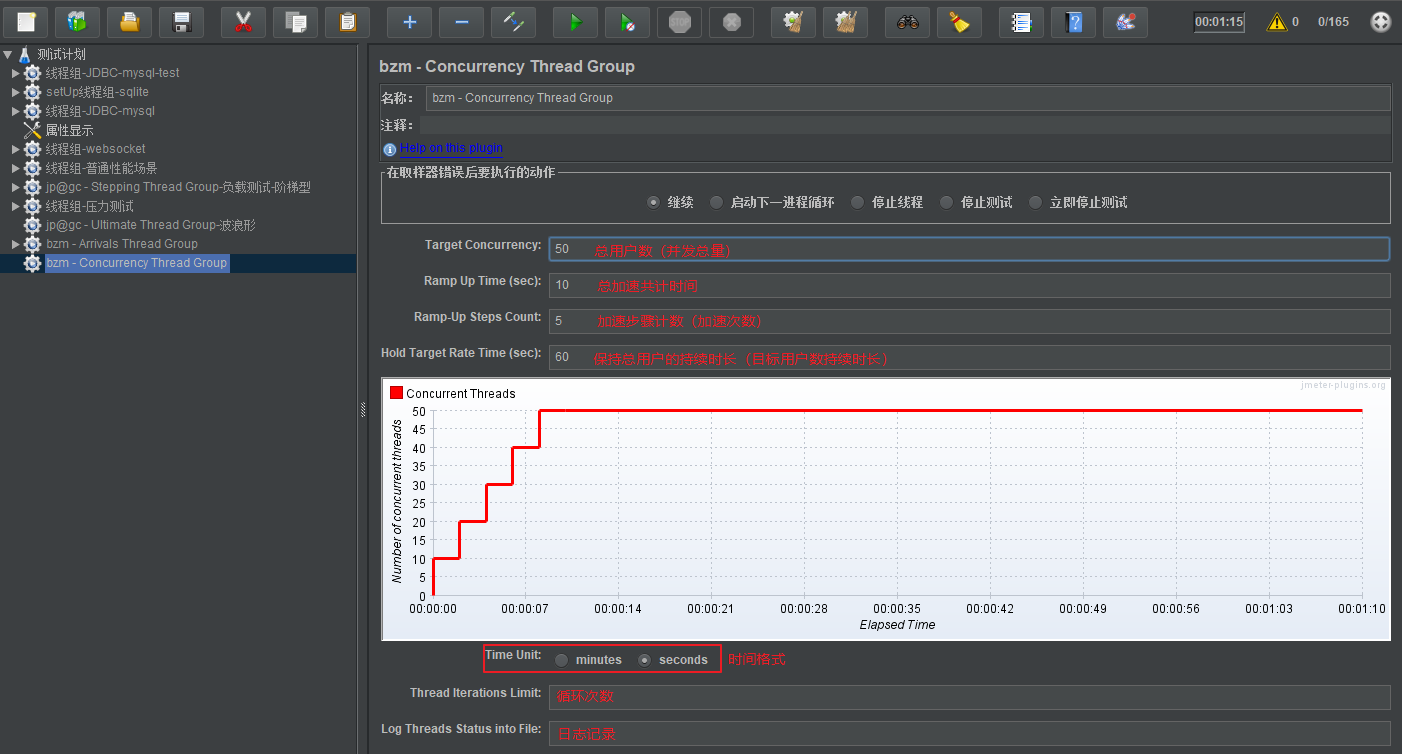 00:01:15
0
0/165
测试计划
线程组-JDBC-mysql-test
setUp线程组-sqlite
线程组-JDBC-mysql
属性显示
线程组-websocket
线程组-普通性能场景
jp@gc - Stepping Thread Group-负载测试-阶梯型
线程组-压力测试
jp@gc - Ultimate Thread Group-波浪形
bzm - Arrivals Thread Group
bzm - Concurrency Thread Group
bzm - Concurrency Thread Group
名称： bzm - Concurrency Thread Group
注释：
Help on this plugin
在取样器错误后要执行的动作
继续 启动下一进程循环 停止线程 停止测试 立即停止测试
Target Concurrency: 50 总用户数（并发总量）
Ramp Up Time (sec): 10 总加速共计时间
Ramp-Up Steps Count: 5 加速步骤计数（加速次数）
Hold Target Rate Time (sec): 60 保持总用户的持续时长（目标用户数持续时长）
jmeter-plugins.org
Concurrent Threads
Number of concurrent threads
50
45
40
35
30
25
20
15
10
5
0
00:00:00 00:00:07 00:00:14 00:00:21 00:00:28 00:00:35 00:00:42 00:00:49 00:00:56 00:01:03 00:01:10
Elapsed Time
Time Unit: minutes seconds 时间格式
Thread Iterations Limit: 循环次数
Log Threads Status into File: 日志记录